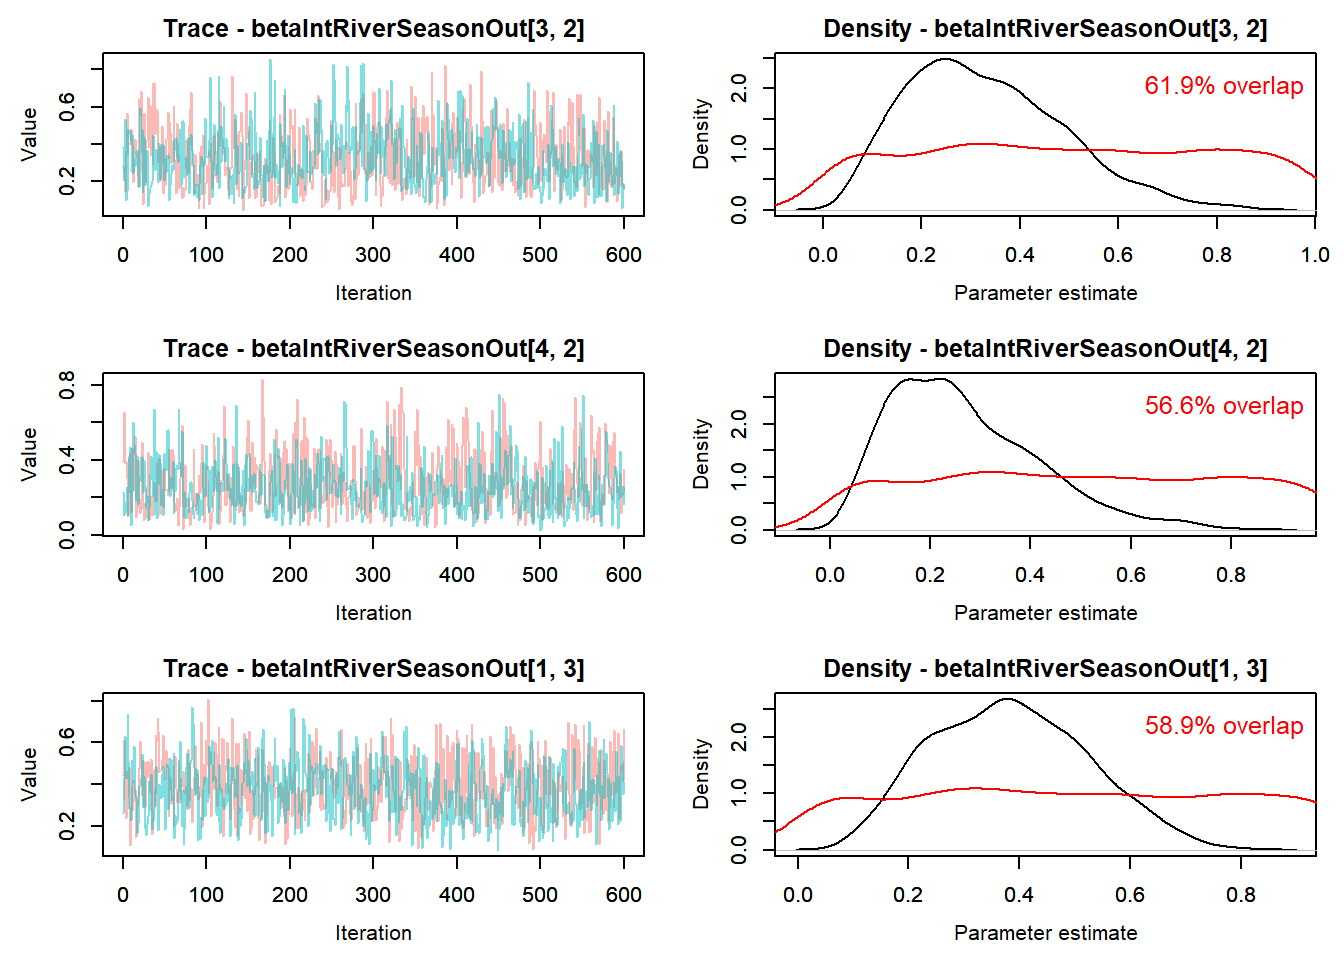 Trace - betaIntRiverSeasonOut[3, 2]
Value
0.2 0.6
0 100 200 300 400 500 600
Iteration
Density - betaIntRiverSeasonOut[3, 2]
61.9% overlap
Density
0.0 1.0 2.0
0.0 0.2 0.4 0.6 0.8 1.0
Parameter estimate
Trace - betaIntRiverSeasonOut[4, 2]
Value
0.0 0.4 0.8
0 100 200 300 400 500 600
Iteration
Density - betaIntRiverSeasonOut[4, 2]
56.6% overlap
Density
0.0 1.0 2.0
0.0 0.2 0.4 0.6 0.8
Parameter estimate
Trace - betaIntRiverSeasonOut[1, 3]
Value
0.2 0.6
0 100 200 300 400 500 600
Iteration
Density - betaIntRiverSeasonOut[1, 3]
58.9% overlap
Density
0.0 1.0 2.0
0.0 0.2 0.4 0.6 0.8
Parameter estimate